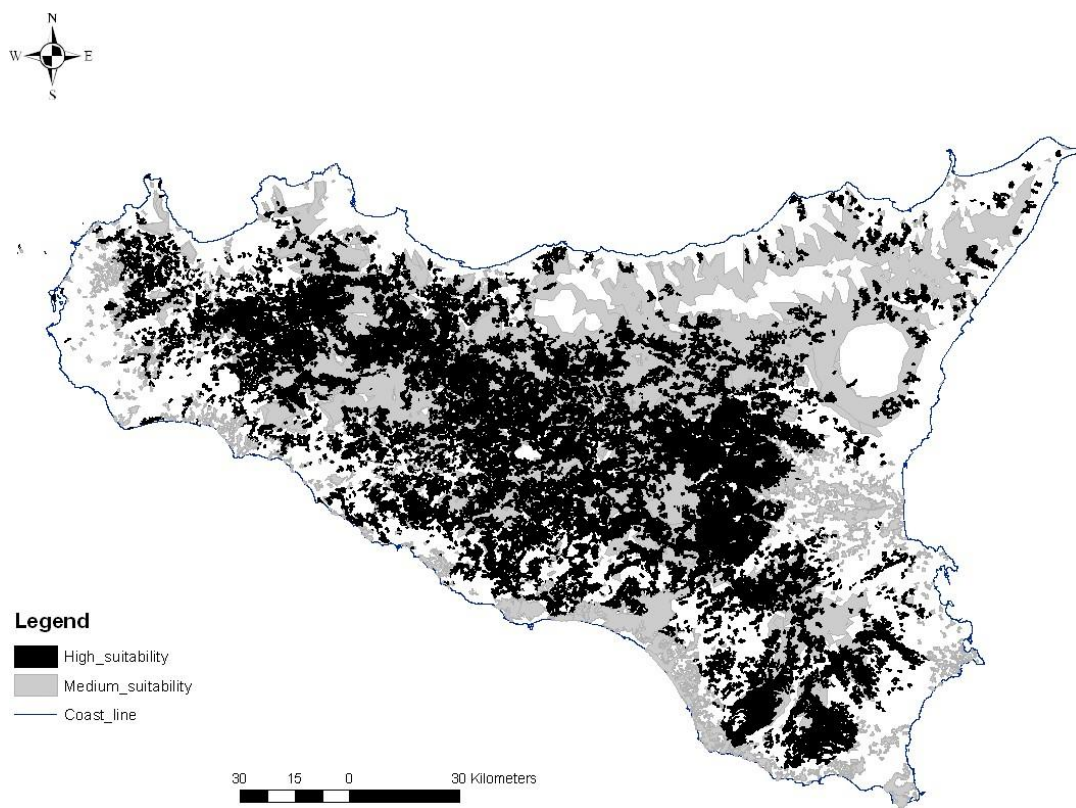 N
W E
S
Legend
High_suitability
Medium_suitability
Coast_line
30 15 0 30 Kilometers